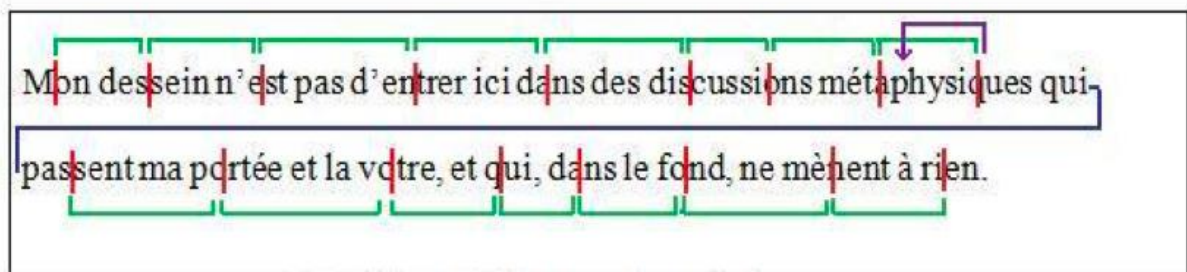 Mon dessein n'est pas d'entrer ici dans des discussions métaphysiques qui-
passent ma portée et la votre, et qui, dans le fond, ne mènent à rien.